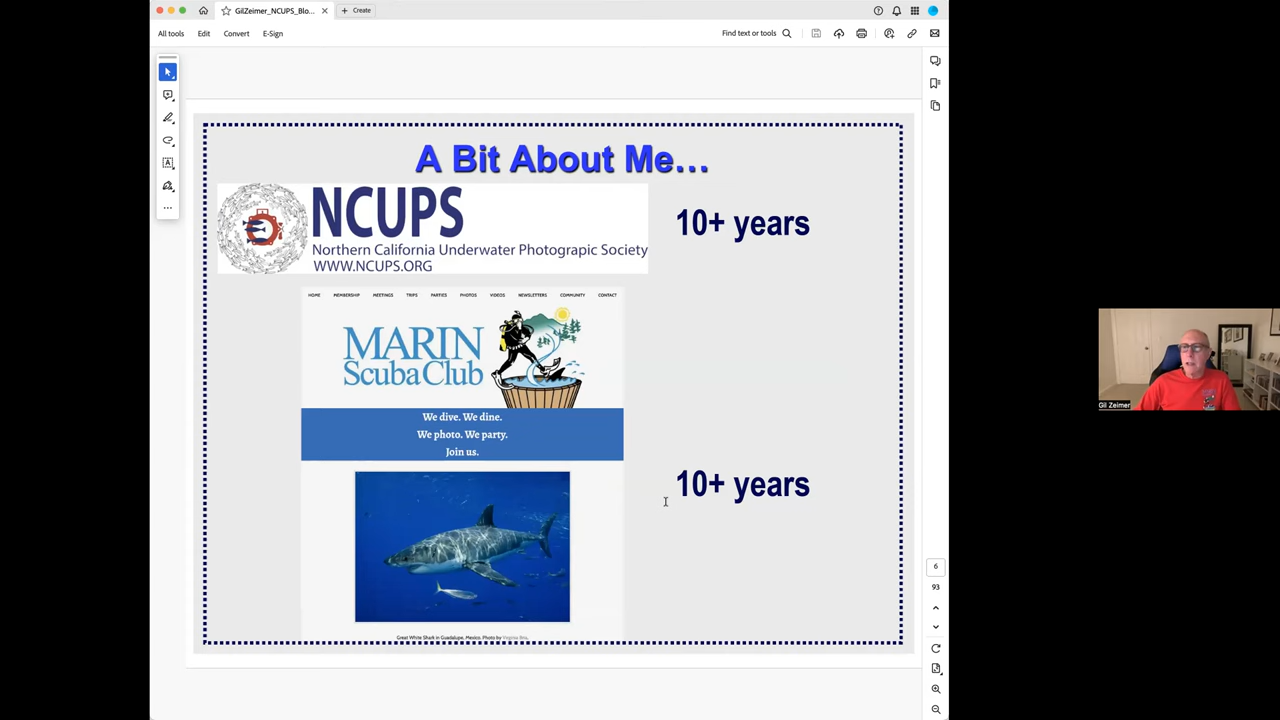 GilZeimer_NCUPS_Blo...
Create
All tools
Edit
Convert
E-Sign
Find text or tools
A Bit About Me...
NCUPS
Northern California Underwater Photograpic Society
WWW.NCUPS.ORG
10+ years
HOME MEMBERSHIP MEETINGS TRIPS PARTIES PHOTOS VIDEOS NEWSLETTERS COMMUNITY CONTACT
MARIN
Scuba Club
We dive. We dine.
We photo. We party.
Join us.
10+ years
Great White Shark in Guadalupe, Mexico. Photo by Virginia Bria.
6
93
Gil Zeimer